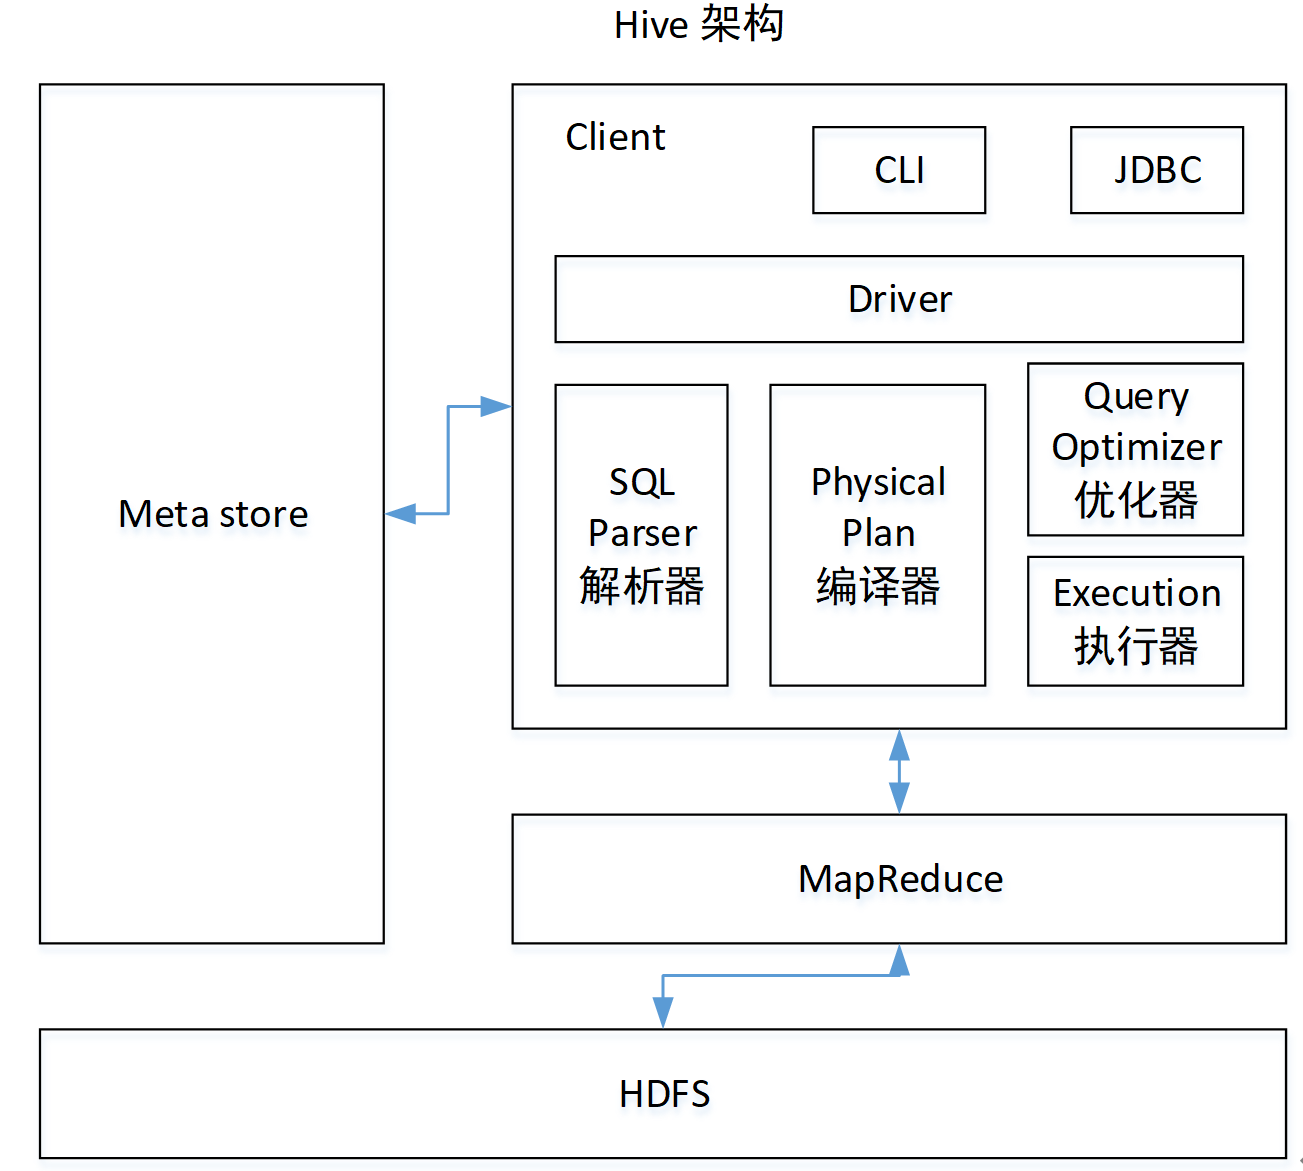 Hive 架构
Meta store
Client
CLI
JDBC
Driver
SQL
Parser
解析器
Physical
Plan
编译器
Query
Optimizer
优化器
Execution
执行器
MapReduce
HDFS